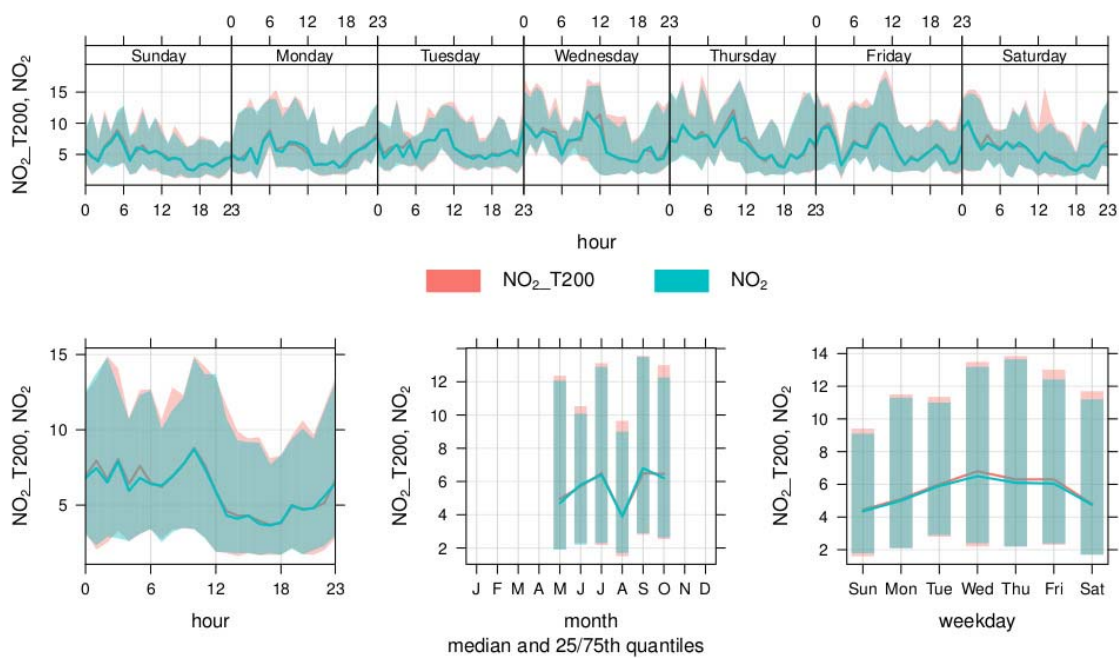 0 6 12 18 23 0 6 12 18 23 0 6 12 18 23
Sunday Monday Tuesday Wednesday Thursday Friday Saturday
NO₂_T200, NO₂
15
10
5
0 6 12 18 23 0 6 12 18 23 0 6 12 18 23 0 6 12 18 23
hour
NO₂_T200 NO₂
NO₂_T200, NO₂
15
10
5
0 6 12 18 23
hour
NO₂_T200, NO₂
12
10
8
6
4
2
J F M A M J J A S O N D
month
median and 25/75th quantiles
NO₂_T200, NO₂
14
12
10
8
6
4
2
Sun Mon Tue Wed Thu Fri Sat
weekday